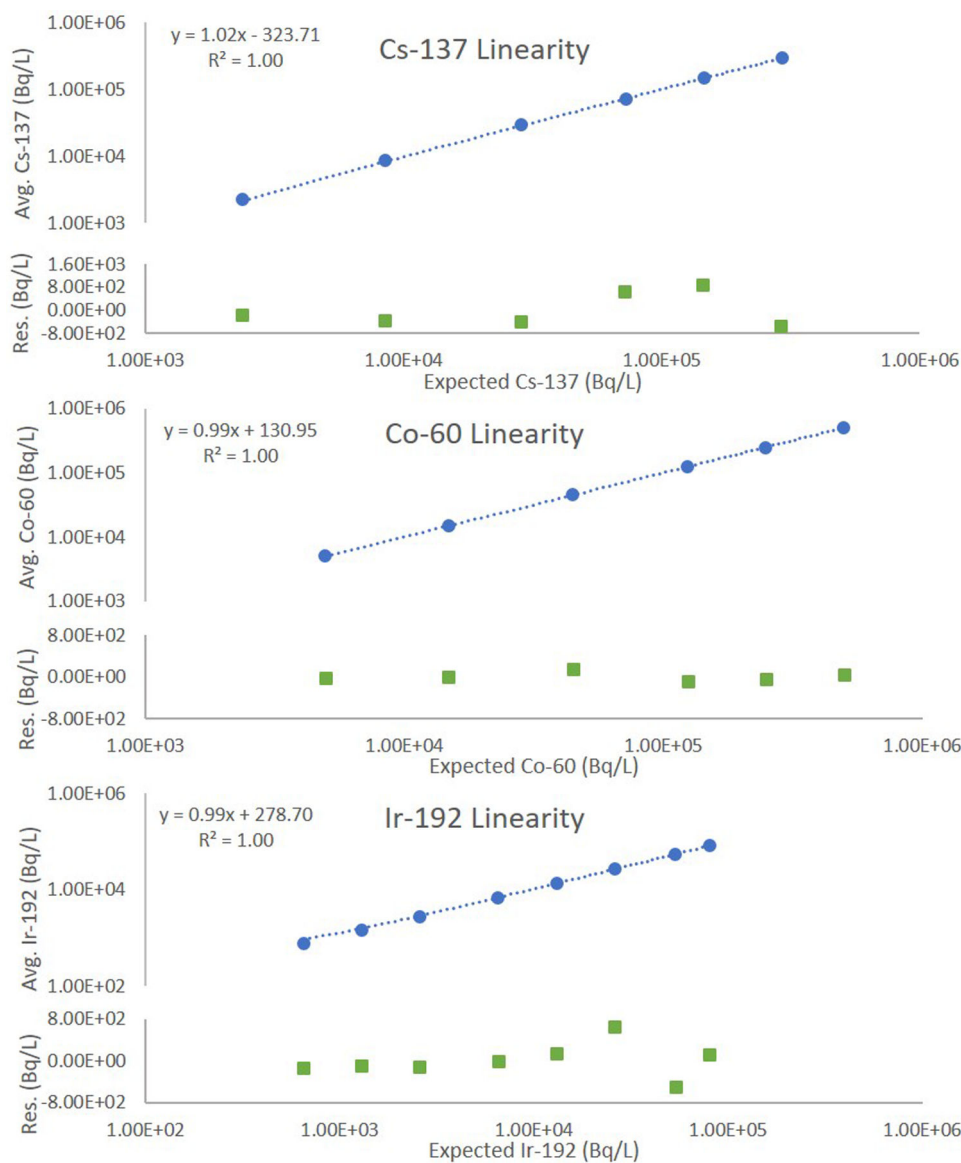 y = 1.02x - 323.71
R² = 1.00
Cs-137 Linearity
Avg. Cs-137 (Bq/L)
1.00E+06
1.00E+05
1.00E+04
1.00E+03
Res. (Bq/L)
1.60E+03
8.00E+02
0.00E+00
-8.00E+02
1.00E+03 1.00E+04 1.00E+05 1.00E+06
Expected Cs-137 (Bq/L)
y = 0.99x + 130.95
R² = 1.00
Co-60 Linearity
Avg. Co-60 (Bq/L)
1.00E+06
1.00E+05
1.00E+04
1.00E+03
Res. (Bq/L)
8.00E+02
0.00E+00
-8.00E+02
1.00E+03 1.00E+04 1.00E+05 1.00E+06
Expected Co-60 (Bq/L)
y = 0.99x + 278.70
R² = 1.00
Ir-192 Linearity
Avg. Ir-192 (Bq/L)
1.00E+06
1.00E+04
1.00E+02
Res. (Bq/L)
8.00E+02
0.00E+00
-8.00E+02
1.00E+02 1.00E+03 1.00E+04 1.00E+05 1.00E+06
Expected Ir-192 (Bq/L)